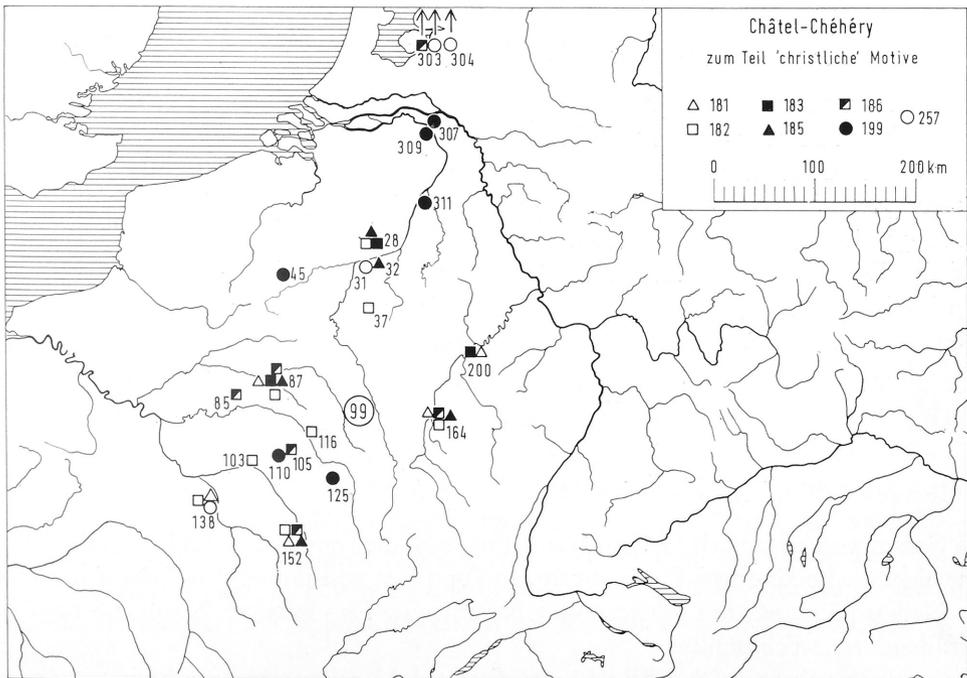 Châtel-Chéhéry
zum Teil 'christliche' Motive
△ 181 ■ 183 ◪ 186 ○ 257
□ 182 ▲ 185 ● 199
0 100 200 km
303 304
307
309
311
28
31 32
45
37
200
87
85
99
164
116
103 110 105
125
138
152